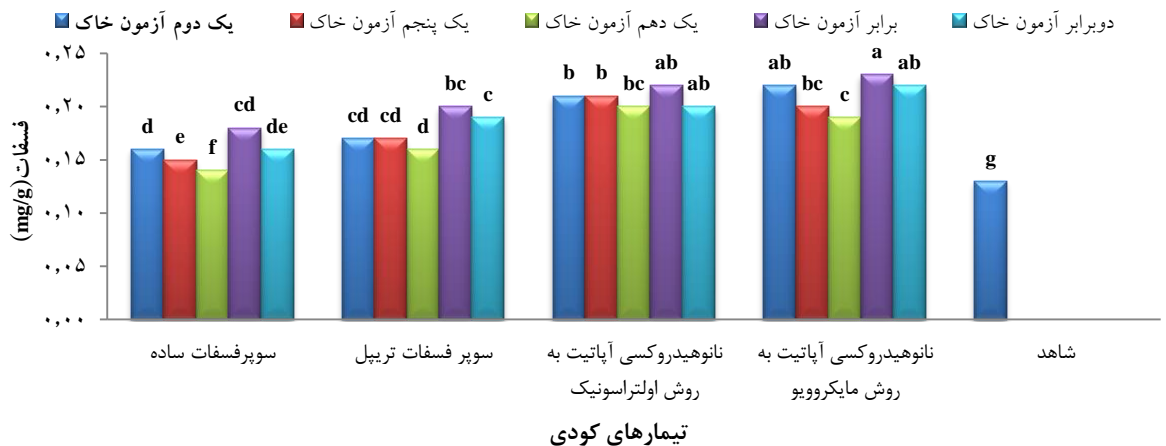 یک دوم آزمون خاک یک پنجم آزمون خاک یک دهم آزمون خاک برابر آزمون خاک دوبرابر آزمون خاک
۰,۲۵
۰,۲۰
۰,۱۵
۰,۱۰
۰,۰۵
۰,۰۰
فسفات(mg/g)
d e f cd de
cd cd d bc c
b b bc ab ab
ab bc c a ab
g
سوپرفسفات ساده
سوپر فسفات تریپل
نانوهیدروکسی آپاتیت به
روش اولتراسونیک
نانوهیدروکسی آپاتیت به
روش مایکروویو
شاهد
تیمارهای کودی